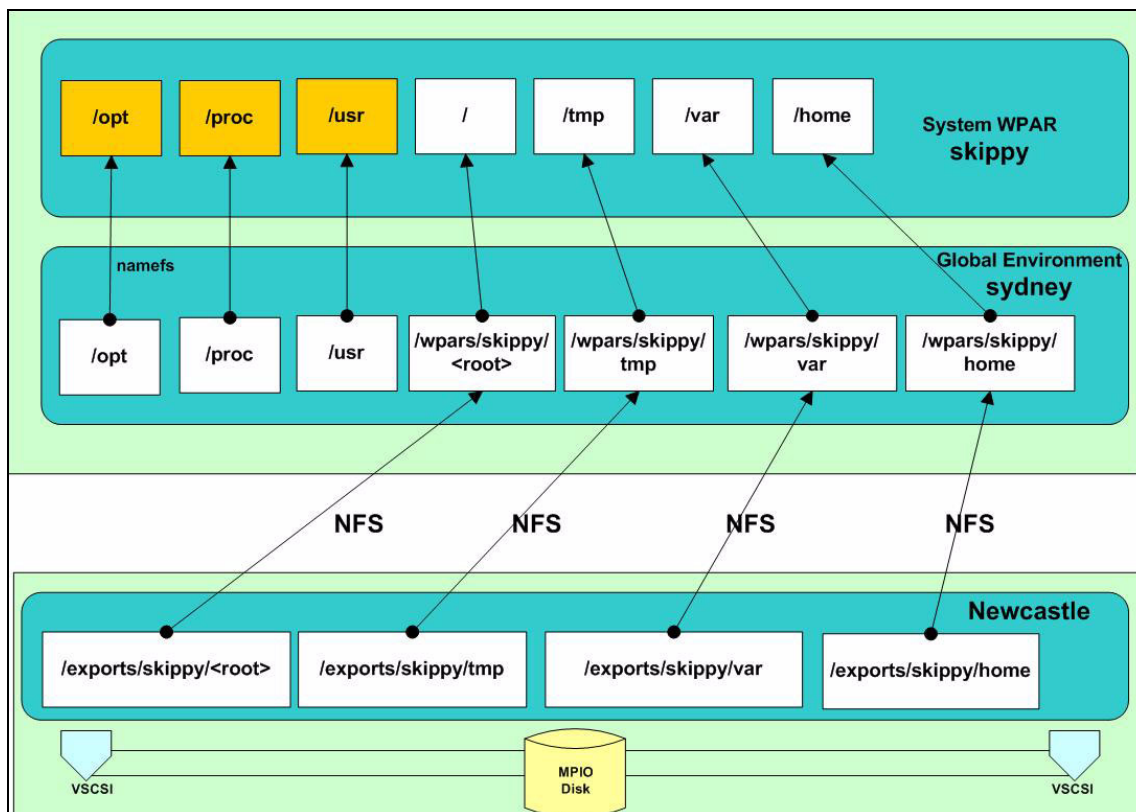 /opt
/proc
/usr
/
/tmp
/var
/home
System WPAR
skippy
namefs
Global Environment
sydney
/opt
/proc
/usr
/wpars/skippy/
<root>
/wpars/skippy/
tmp
/wpars/skippy/
var
/wpars/skippy/
home
NFS
NFS
NFS
NFS
Newcastle
/exports/skippy/<root>
/exports/skippy/tmp
/exports/skippy/var
/exports/skippy/home
VSCSI
MPIO
Disk
VSCSI